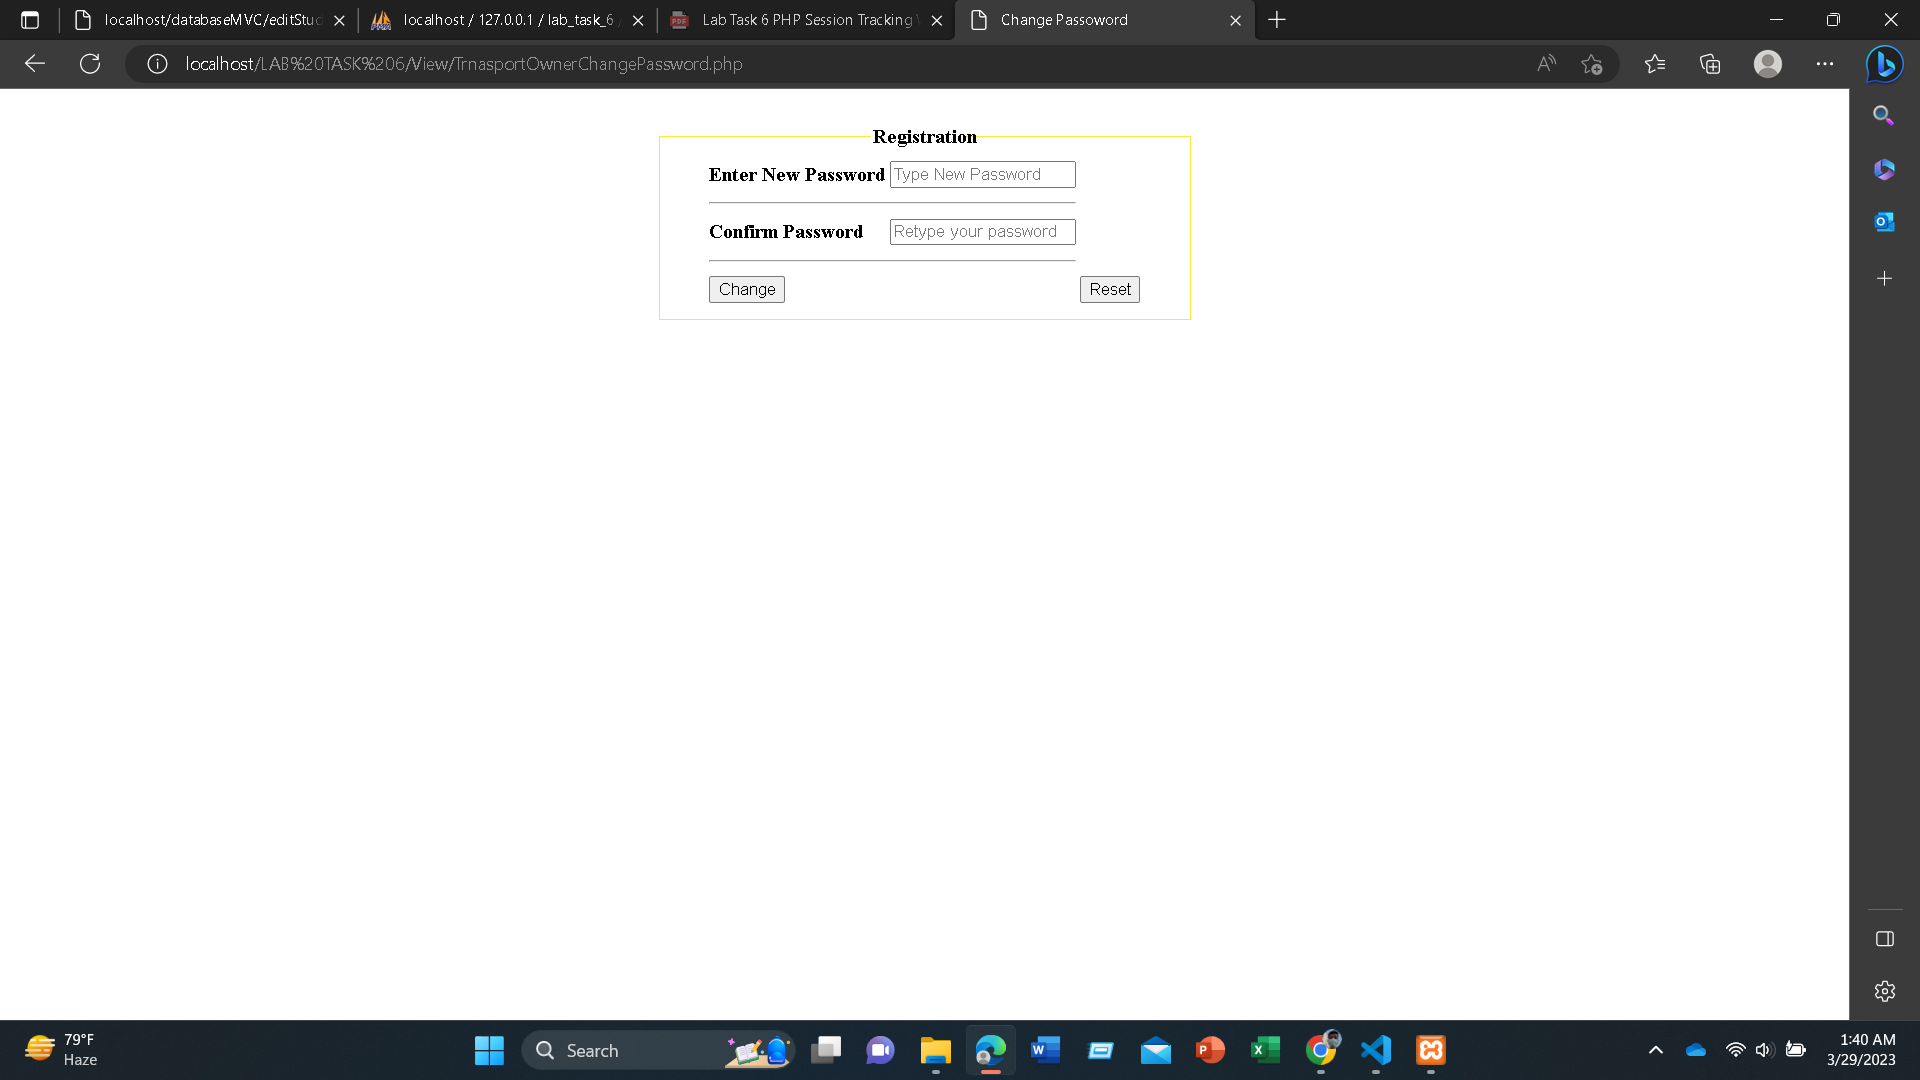 localhost/databaseMVC/editStud
localhost / 127.0.0.1 / lab_task_6
Lab Task 6 PHP Session Tracking
Change Passoword
localhost/LAB%20TASK%206/View/TrnasportOwnerChangePassword.php
Registration
Enter New Password Type New Password
Confirm Password Retype your password
Change Reset
79°F
Haze
Search
1:40 AM
3/29/2023